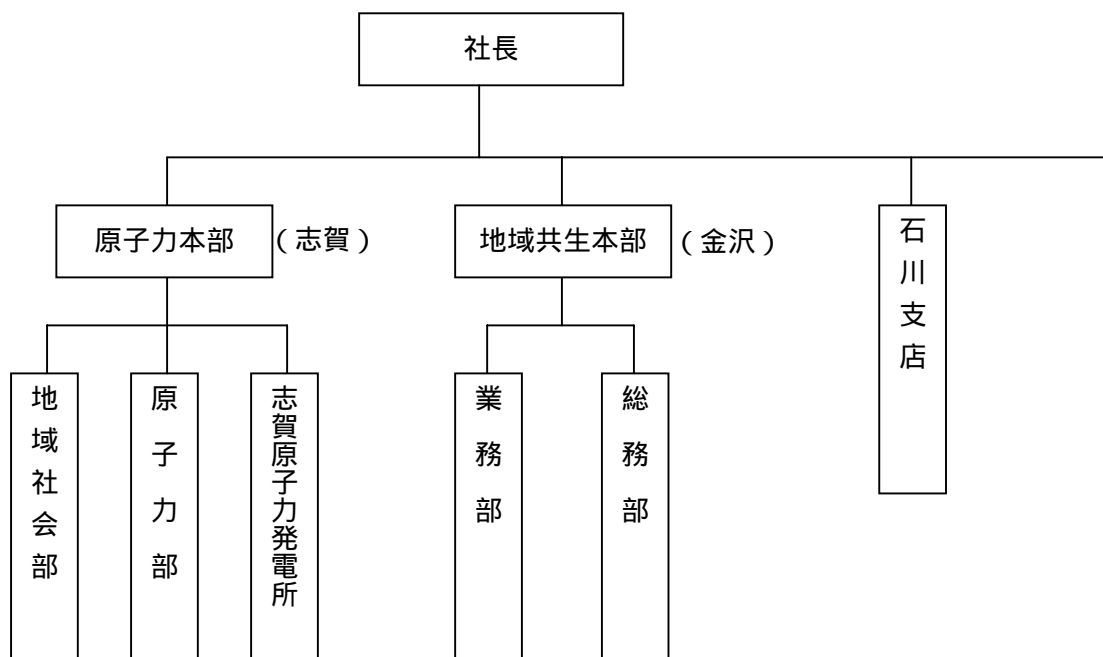 社長
原子力本部
(志賀)
地域共生本部
(金沢)
石川支店
地域社会部
原子力部
志賀原子力発電所
業務部
総務部